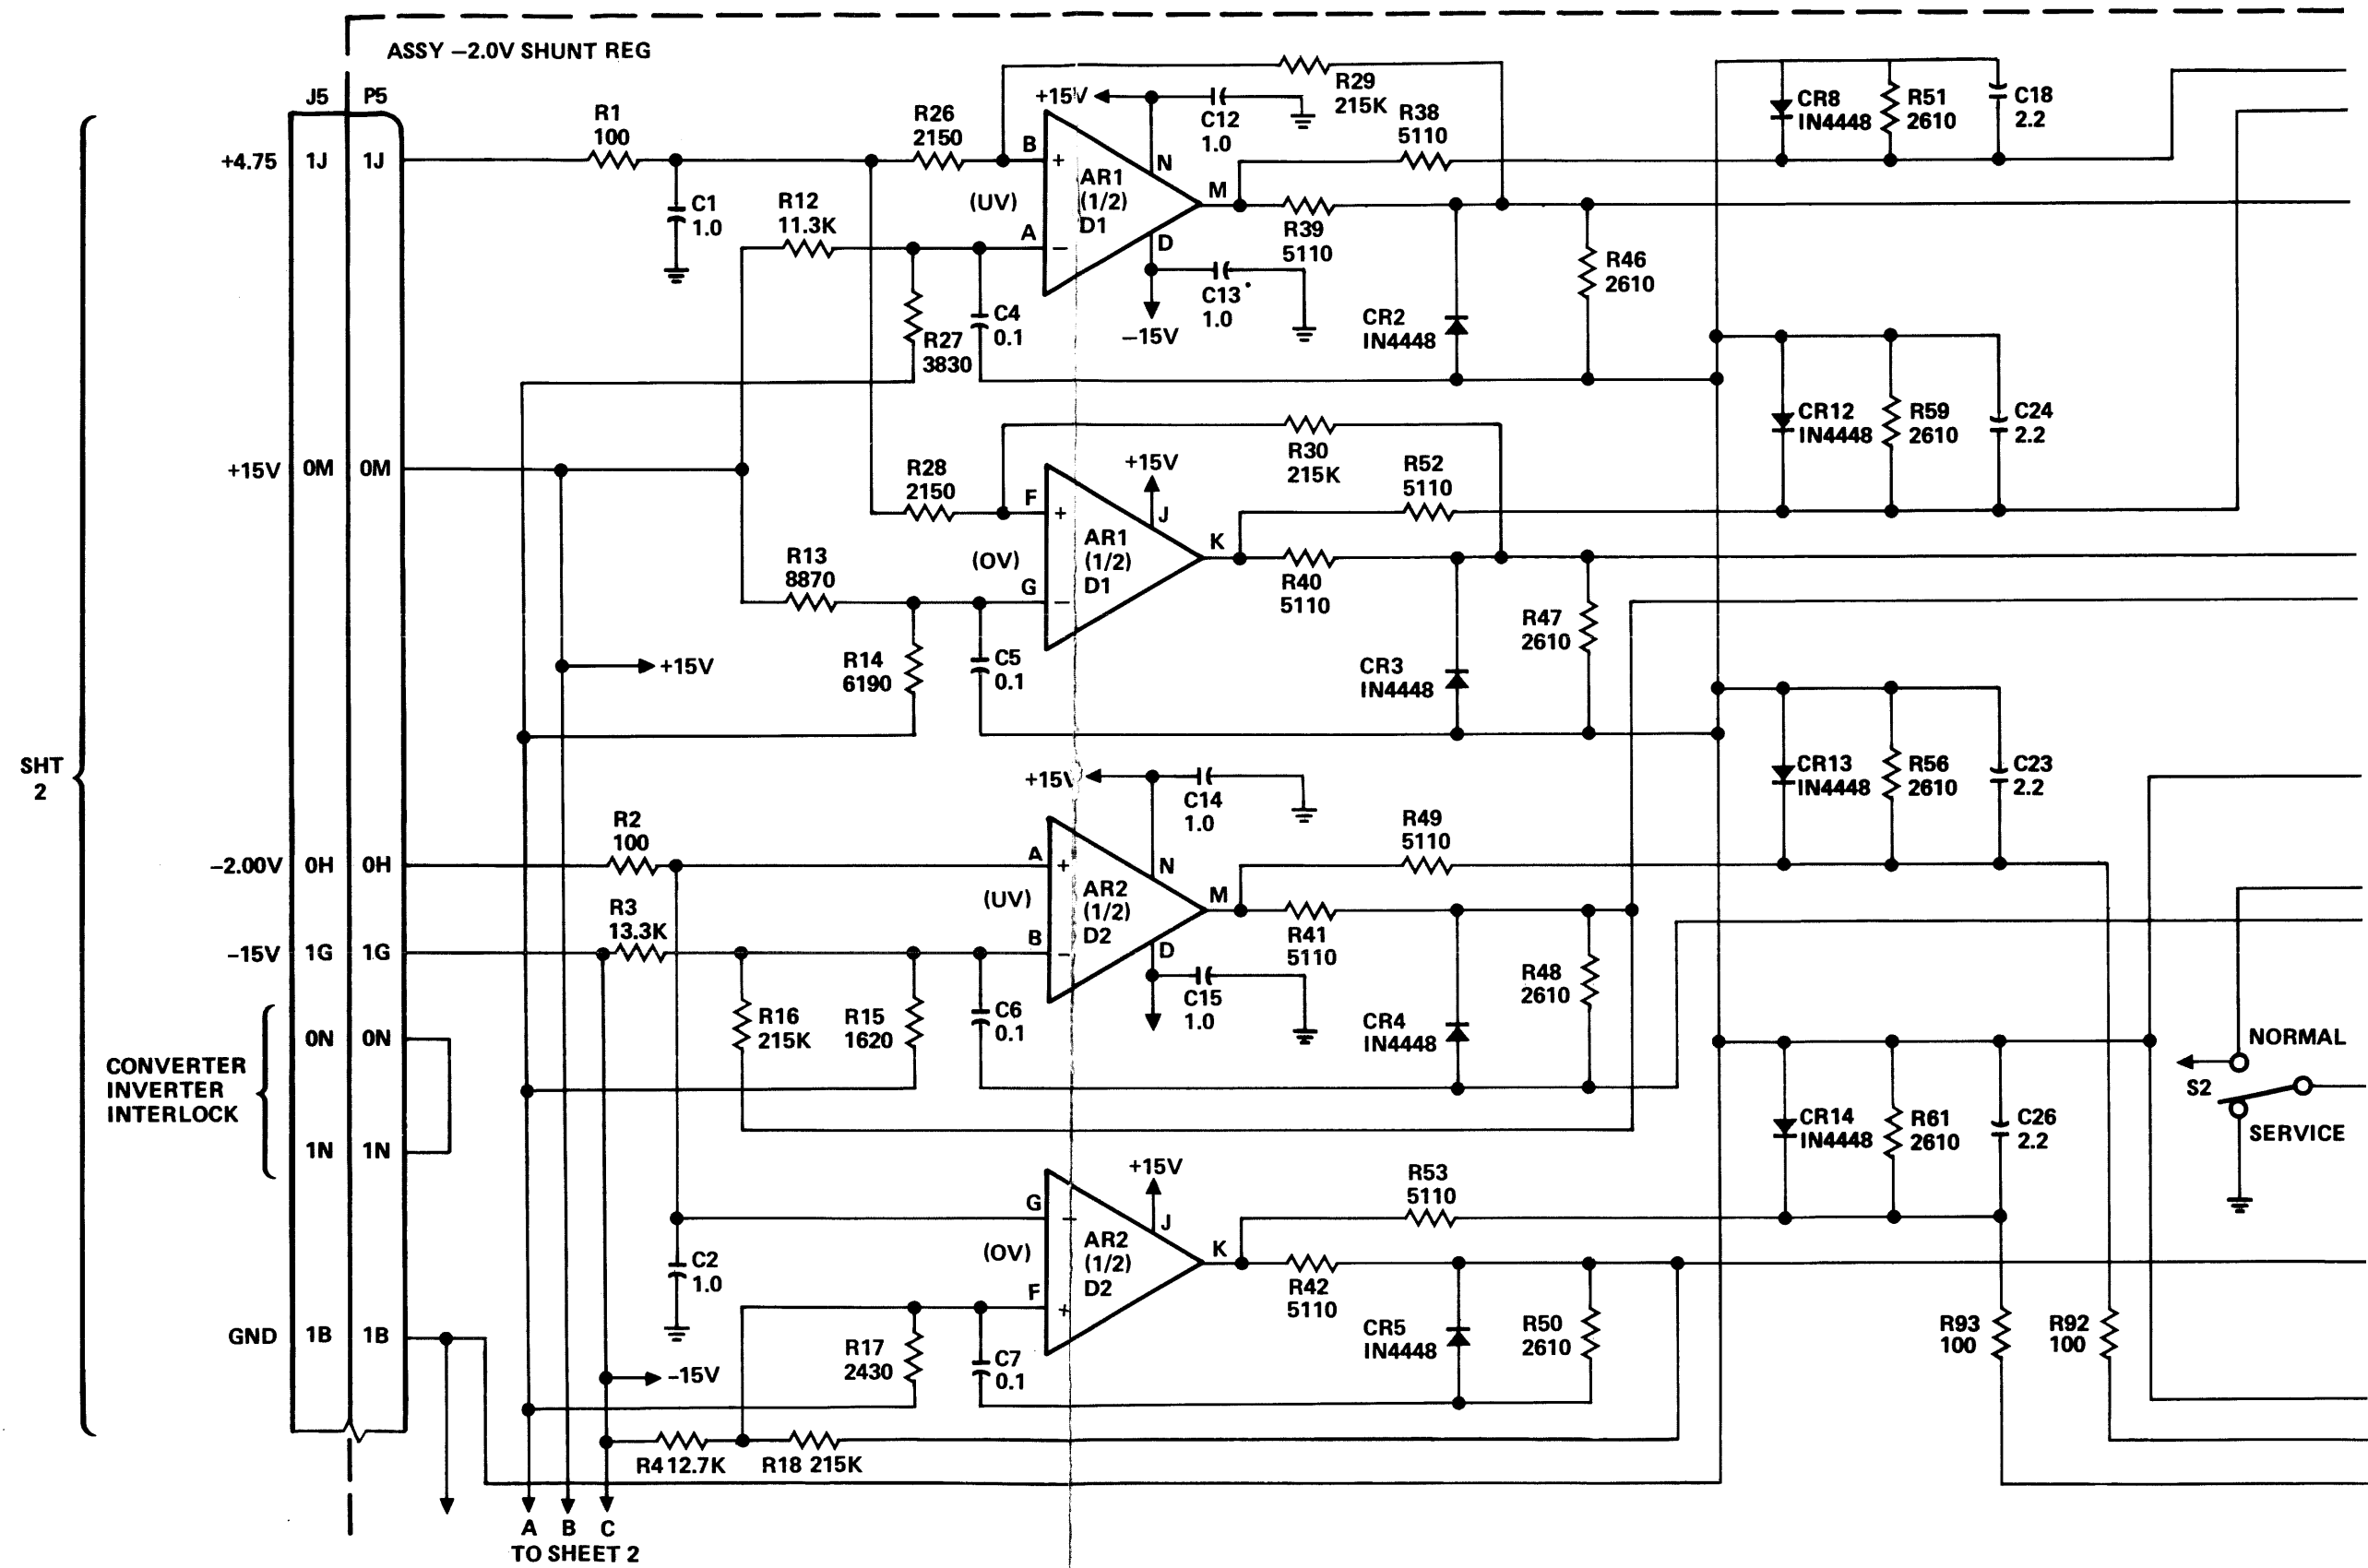 ASSY –2.0V SHUNT REG
J5 P5
+4.75 1J 1J
+15V 0M 0M
–2.00V 0H 0H
–15V 1G 1G
0N 0N
CONVERTER
INVERTER
INTERLOCK
1N 1N
GND 1B 1B
SHT
2
R1
100
C1
1.0
R26
2150
R12
11.3K
R27
3830
C4
0.1
B
+
A
–
(UV)
AR1
(1/2)
D1
N
D
M
+15V
C12
1.0
C13
1.0
–15V
R29
215K
R38
5110
R39
5110
CR2
IN4448
R46
2610
CR8
IN4448
R51
2610
C18
2.2
R28
2150
R13
8870
R14
6190
C5
0.1
+15V
F
+
G
–
(OV)
AR1
(1/2)
D1
+15V
J
K
R30
215K
R52
5110
R40
5110
CR3
IN4448
R47
2610
CR12
IN4448
R59
2610
C24
2.2
R2
100
R3
13.3K
R16
215K
R15
1620
C6
0.1
A
+
B
–
(UV)
AR2
(1/2)
D2
N
D
M
+15V
C14
1.0
C15
1.0
R49
5110
R41
5110
CR4
IN4448
R48
2610
CR13
IN4448
R56
2610
C23
2.2
C2
1.0
G
–
F
+
(OV)
AR2
(1/2)
D2
+15V
J
K
R17
2430
C7
0.1
–15V
R4 12.7K
R18 215K
R53
5110
R42
5110
CR5
IN4448
R50
2610
CR14
IN4448
R61
2610
C26
2.2
R93
100
R92
100
NORMAL
S2
SERVICE
A B C
TO SHEET 2